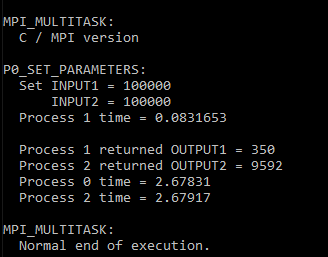 MPI_MULTITASK:
C / MPI version
P0_SET_PARAMETERS:
Set INPUT1 = 100000
INPUT2 = 100000
Process 1 time = 0.0831653
Process 1 returned OUTPUT1 = 350
Process 2 returned OUTPUT2 = 9592
Process 0 time = 2.67831
Process 2 time = 2.67917
MPI_MULTITASK:
Normal end of execution.